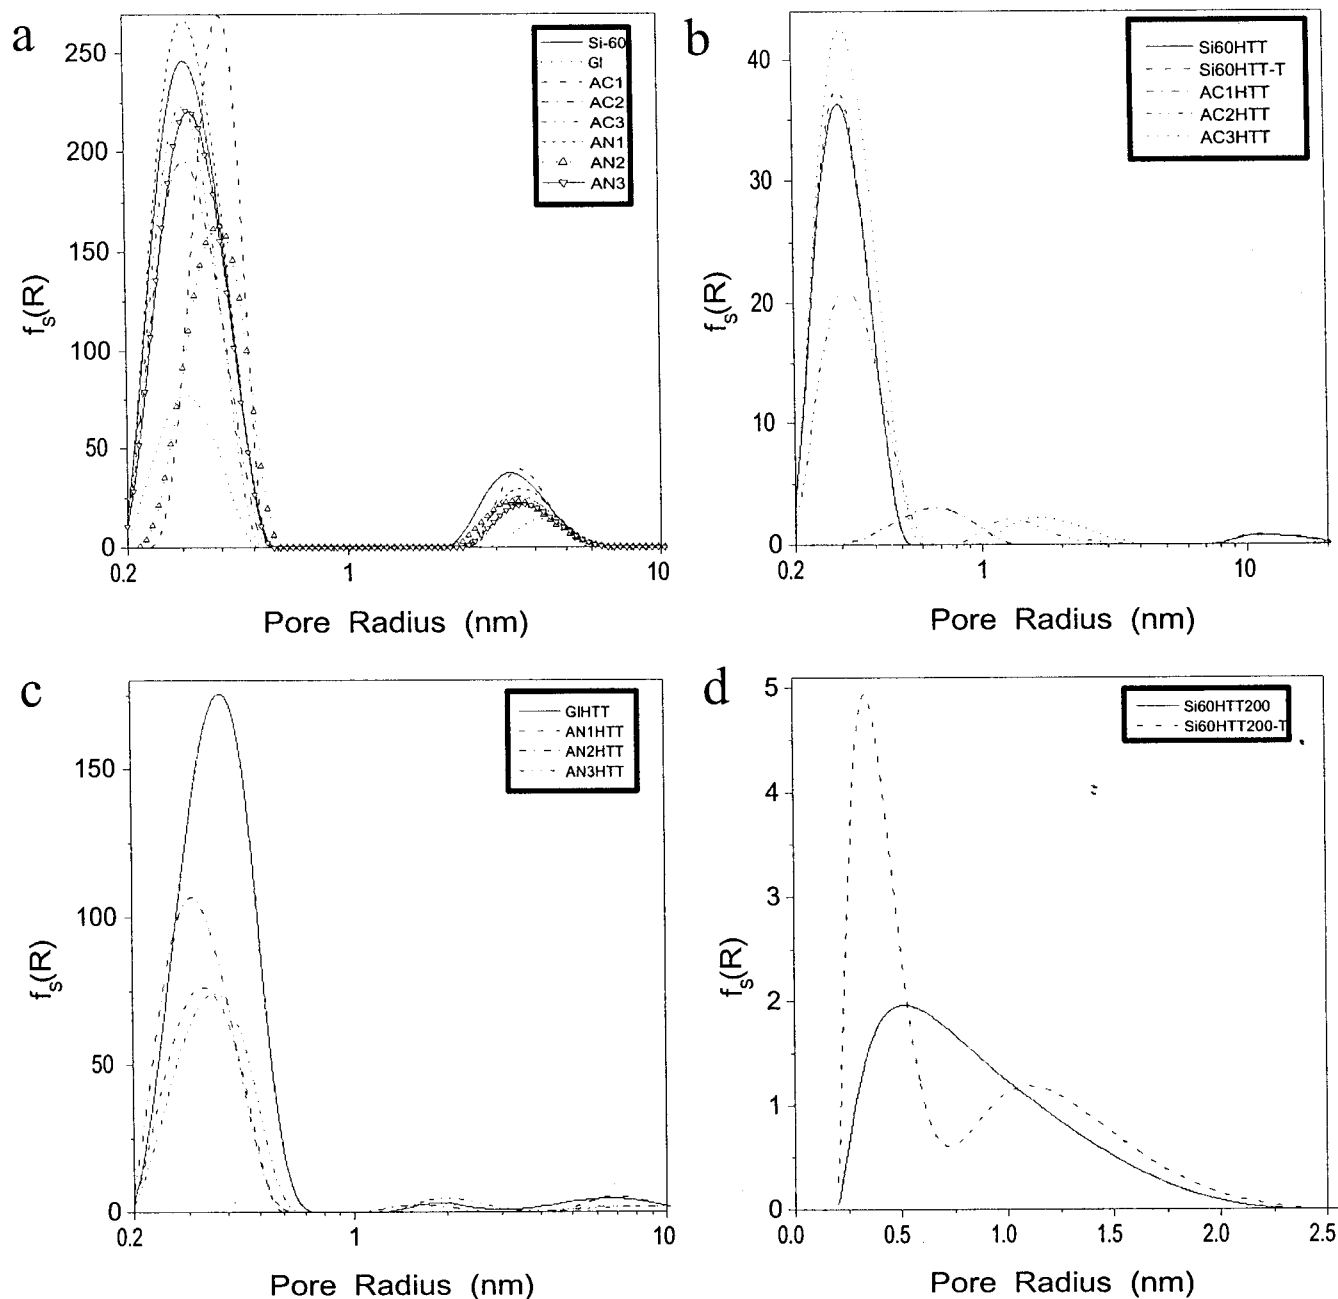 a
Si-60
GI
AC1
AC2
AC3
AN1
AN2
AN3
250
200
150
100
50
0
fs(R)
0.2
1
10
Pore Radius (nm)
b
Si60HTT
Si60HTT-T
AC1HTT
AC2HTT
AC3HTT
40
30
20
10
0
fs(R)
0.2
1
10
Pore Radius (nm)
c
GIHTT
AN1HTT
AN2HTT
AN3HTT
150
100
50
0
fs(R)
0.2
1
10
Pore Radius (nm)
d
Si60HTT200
Si60HTT200-T
5
4
3
2
1
0
fs(R)
0.0
0.5
1.0
1.5
2.0
2.5
Pore Radius (nm)